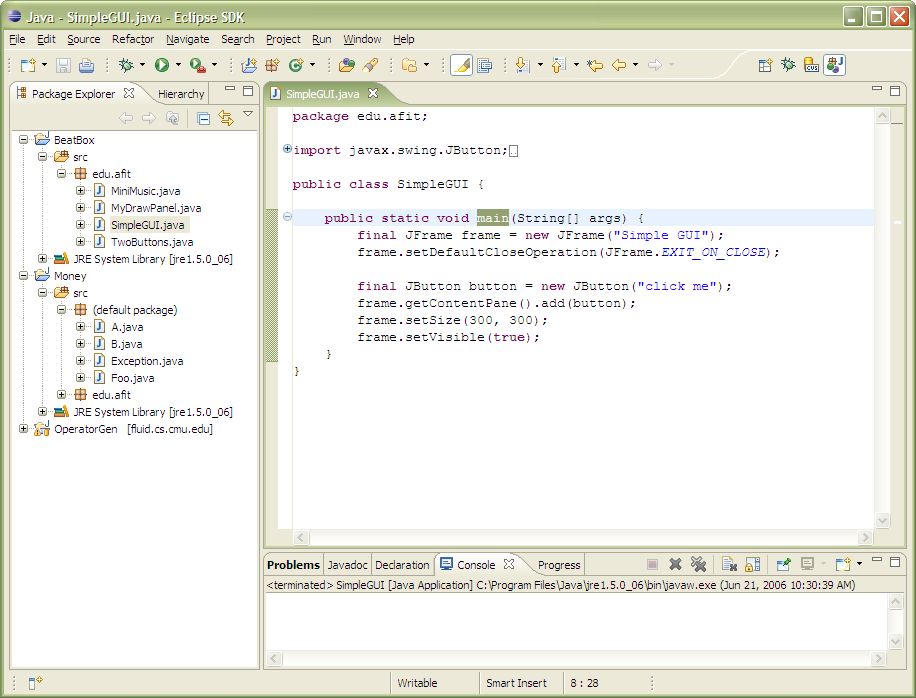 Java - SimpleGUI.java - Eclipse SDK
File Edit Source Refactor Navigate Search Project Run Window Help
Package Explorer Hierarchy
BeatBox
src
edu.afit
MiniMusic.java
MyDrawPanel.java
SimpleGUI.java
TwoButtons.java
JRE System Library [jre1.5.0_06]
Money
src
(default package)
A.java
B.java
Exception.java
Foo.java
edu.afit
JRE System Library [jre1.5.0_06]
OperatorGen [fluid.cs.cmu.edu]
SimpleGUI.java
package edu.afit;
import javax.swing.JButton;
public class SimpleGUI {
public static void main(String[] args) {
final JFrame frame = new JFrame("Simple GUI");
frame.setDefaultCloseOperation(JFrame.EXIT_ON_CLOSE);
final JButton button = new JButton("click me");
frame.getContentPane().add(button);
frame.setSize(300, 300);
frame.setVisible(true);
}
}
Problems Javadoc Declaration Console Progress
<terminated> SimpleGUI [Java Application] C:\Program Files\Java\jre1.5.0_06\bin\javaw.exe (Jun 21, 2006 10:30:39 AM)
Writable Smart Insert 8 : 28